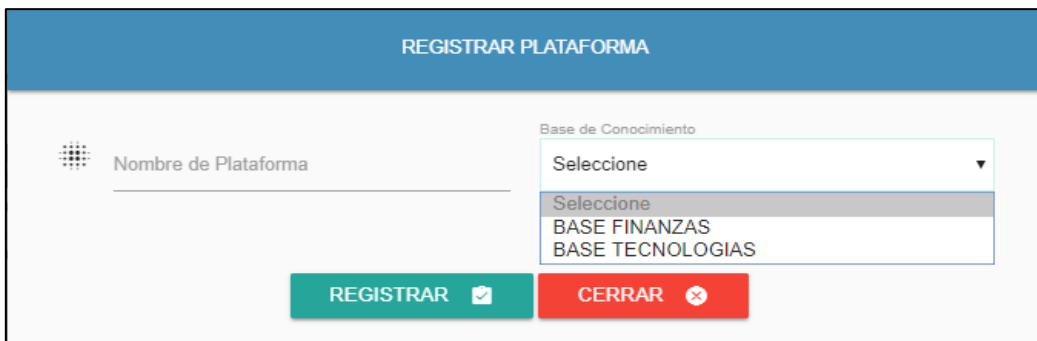 REGISTRAR PLATAFORMA
Nombre de Plataforma
Base de Conocimiento
Seleccione
Seleccione
BASE FINANZAS
BASE TECNOLOGIAS
REGISTRAR
CERRAR